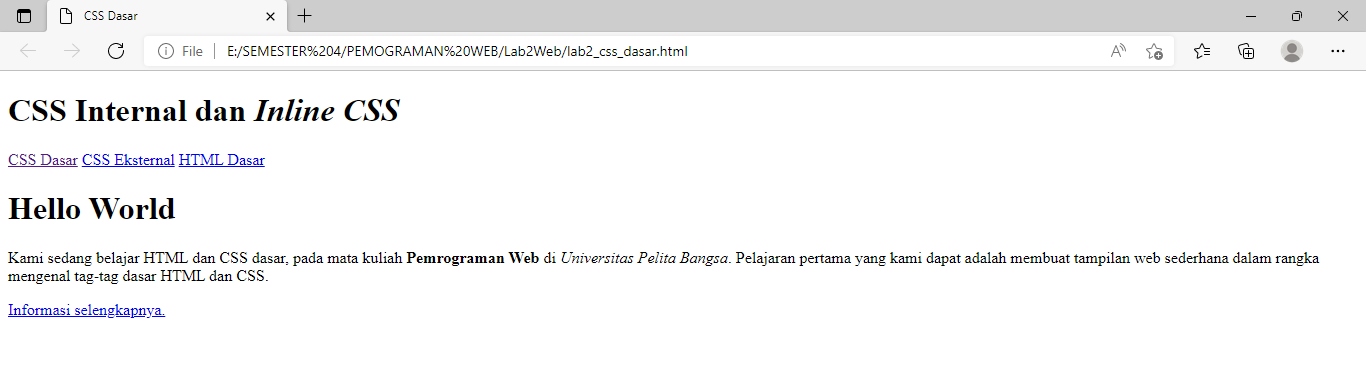 CSS Dasar
File
E:/SEMESTER%204/PEMOGRAMAN%20WEB/Lab2Web/lab2_css_dasar.html
CSS Internal dan Inline CSS
CSS Dasar CSS Eksternal HTML Dasar
Hello World
Kami sedang belajar HTML dan CSS dasar, pada mata kuliah Pemrograman Web di Universitas Pelita Bangsa. Pelajaran pertama yang kami dapat adalah membuat tampilan web sederhana dalam rangka
mengenal tag-tag dasar HTML dan CSS.
Informasi selengkapnya.